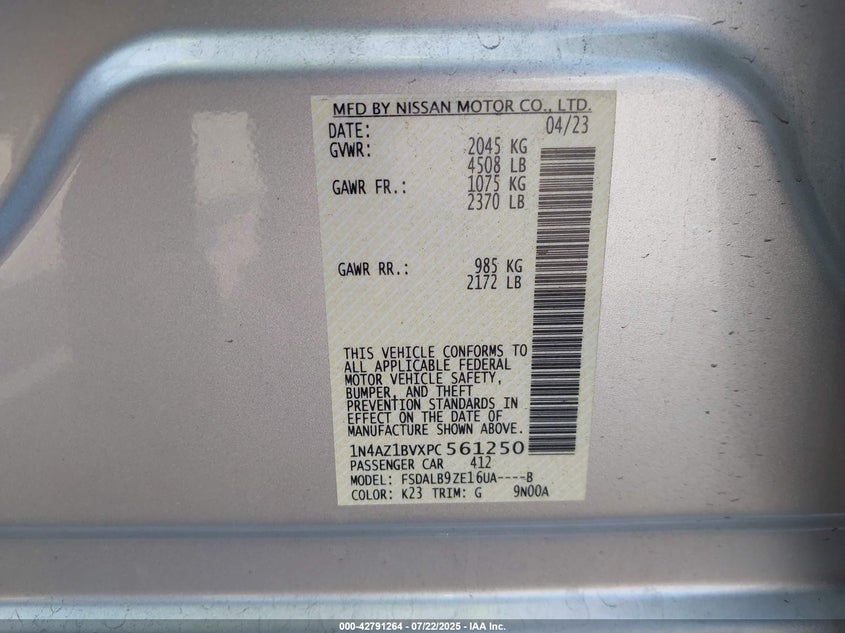 MFD BY NISSAN MOTOR CO., LTD.
DATE: 04/23
GVWR: 2045 KG
4508 LB
GAWR FR.: 1075 KG
2370 LB
GAWR RR.: 985 KG
2172 LB
THIS VEHICLE CONFORMS TO
ALL APPLICABLE FEDERAL
MOTOR VEHICLE SAFETY,
BUMPER, AND THEFT
PREVENTION STANDARDS IN
EFFECT ON THE DATE OF
MANUFACTURE SHOWN ABOVE.
1N4AZ1BVXPC561250
PASSENGER CAR 412
MODEL: FSDALB9ZE16UA----B
COLOR: K23 TRIM: G 9N00A
000-42791264 - 07/22/2025 - IAA Inc.